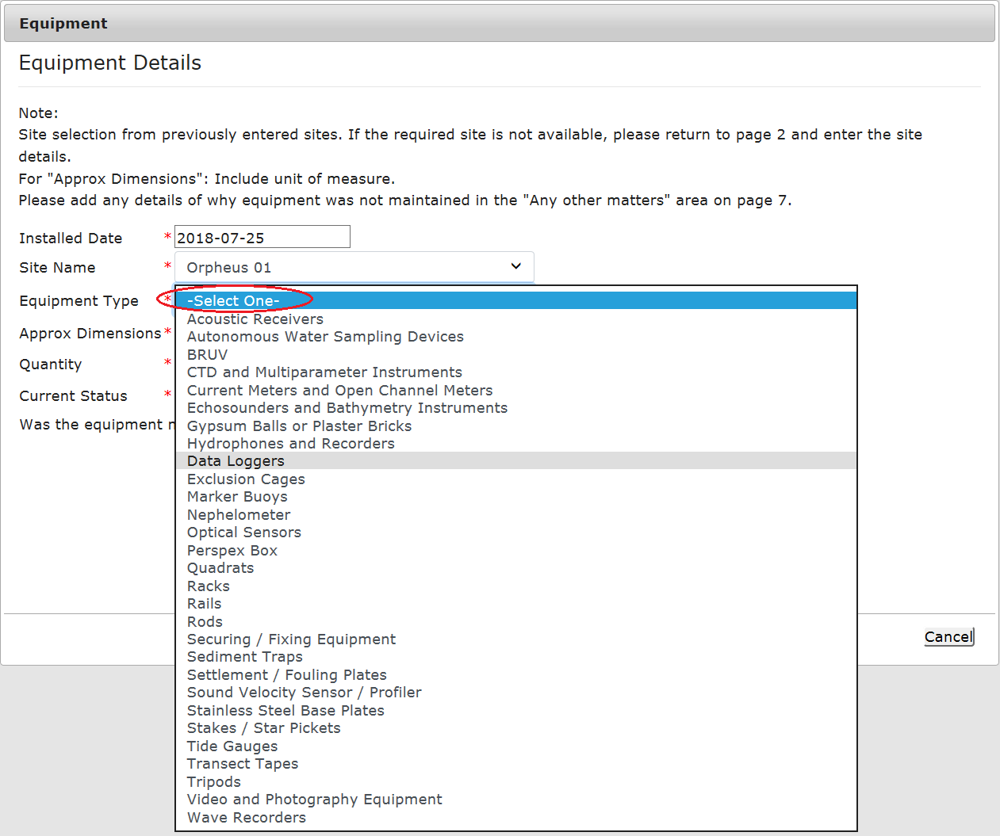 Equipment
Equipment Details
Note:
Site selection from previously entered sites. If the required site is not available, please return to page 2 and enter the site
details.
For "Approx Dimensions": Include unit of measure.
Please add any details of why equipment was not maintained in the "Any other matters" area on page 7.
Installed Date * 2018-07-25
Site Name * Orpheus 01
Equipment Type * -Select One-
Acoustic Receivers
Approx Dimensions *
Autonomous Water Sampling Devices
BRUV
Quantity *
CTD and Multiparameter Instruments
Current Meters and Open Channel Meters
Current Status *
Echosounders and Bathymetry Instruments
Was the equipment
Gypsum Balls or Plaster Bricks
Hydrophones and Recorders
Data Loggers
Exclusion Cages
Marker Buoys
Nephelometer
Optical Sensors
Perspex Box
Quadrats
Racks
Rails
Rods
Cancel
Securing / Fixing Equipment
Sediment Traps
Settlement / Fouling Plates
Sound Velocity Sensor / Profiler
Stainless Steel Base Plates
Stakes / Star Pickets
Tide Gauges
Transect Tapes
Tripods
Video and Photography Equipment
Wave Recorders